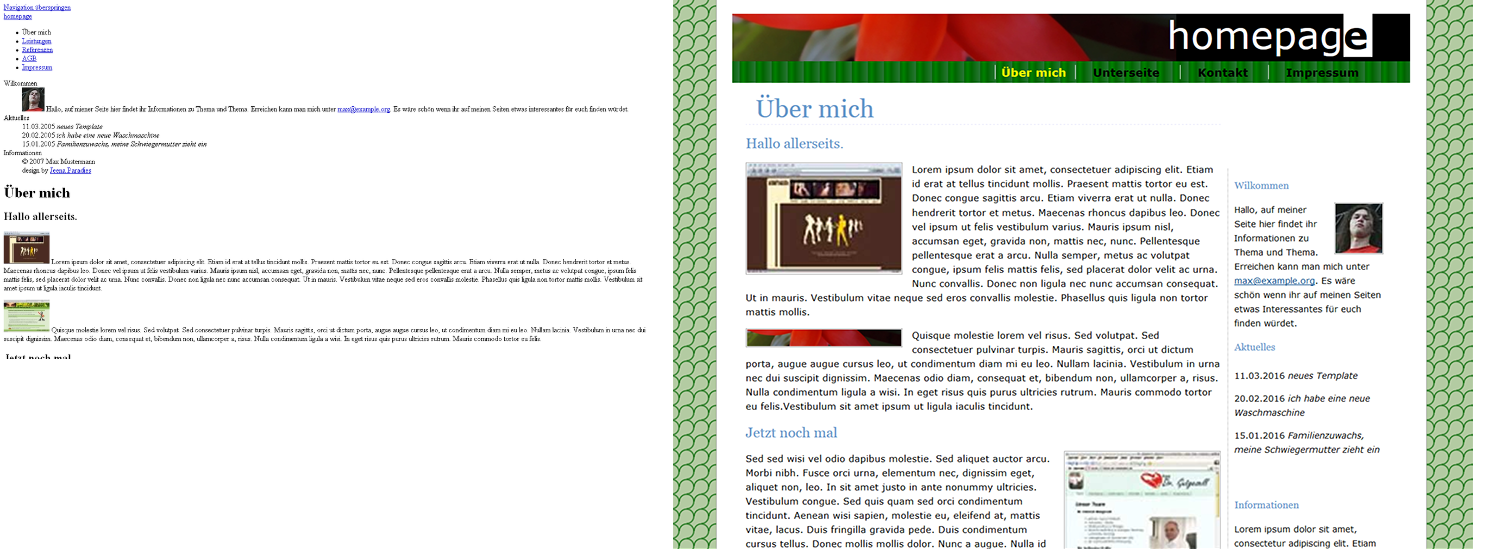 Navigation überspringen
homepage
Über mich
Leistungen
Referenzen
AGB
Impressum
Willkommen
Hallo, auf meiner Seite hier findet ihr Informationen zu Thema und Thema. Erreichen kann man mich unter max@example.org. Es wäre schön wenn ihr auf meinen Seiten etwas interessantes für euch finden würdet.
Aktuelles
11.03.2005 neues Template
20.02.2005 ich habe eine neue Waschmaschine
15.01.2005 Familienzuwachs, meine Schwiegermutter zieht ein
Informationen
© 2007 Max Mustermann
design by Jeena Paradies
Über mich
Hallo allerseits.
Lorem ipsum dolor sit amet, consectetuer adipiscing elit. Etiam id erat at tellus tincidunt mollis. Praesent mattis tortor eu est. Donec congue sagittis arcu. Etiam viverra erat ut nulla. Donec hendrerit tortor et metus.
Maecenas rhoncus dapibus leo. Donec vel ipsum ut felis vestibulum varius. Mauris ipsum nisl, accumsan eget, gravida non, mattis nec, nunc. Pellentesque pellentesque erat a arcu. Nulla semper, metus ac volutpat congue, ipsum felis
mattis felis, sed placerat dolor velit ac urna. Nunc convallis. Donec non ligula nec nunc accumsan consequat. Ut in mauris. Vestibulum vitae neque sed eros convallis molestie. Phasellus quis ligula non tortor mattis mollis. Vestibulum sit
amet ipsum ut ligula iaculis tincidunt.
Quisque molestie lorem vel risus. Sed volutpat. Sed consectetuer pulvinar turpis. Mauris sagittis, orci ut dictum porta, augue augue cursus leo, ut condimentum diam mi eu leo. Nullam lacinia. Vestibulum in urna nec dui
suscipit dignissim. Maecenas odio diam, consequat et, bibendum non, ullamcorper a, risus. Nulla condimentum ligula a wisi. In eget risus quis purus ultricies rutrum. Mauris commodo tortor eu felis.
Jetzt noch mal
homepage
Über mich
Unterseite
Kontakt
Impressum
Über mich
Hallo allerseits.
Lorem ipsum dolor sit amet, consectetuer adipiscing elit. Etiam
id erat at tellus tincidunt mollis. Praesent mattis tortor eu est.
Donec congue sagittis arcu. Etiam viverra erat ut nulla. Donec
hendrerit tortor et metus. Maecenas rhoncus dapibus leo. Donec
vel ipsum ut felis vestibulum varius. Mauris ipsum nisl,
accumsan eget, gravida non, mattis nec, nunc. Pellentesque
pellentesque erat a arcu. Nulla semper, metus ac volutpat
congue, ipsum felis mattis felis, sed placerat dolor velit ac urna.
Nunc convallis. Donec non ligula nec nunc accumsan consequat.
Ut in mauris. Vestibulum vitae neque sed eros convallis molestie. Phasellus quis ligula non tortor
mattis mollis.
Quisque molestie lorem vel risus. Sed volutpat. Sed
consectetuer pulvinar turpis. Mauris sagittis, orci ut dictum
porta, augue augue cursus leo, ut condimentum diam mi eu leo. Nullam lacinia. Vestibulum in urna
nec dui suscipit dignissim. Maecenas odio diam, consequat et, bibendum non, ullamcorper a, risus.
Nulla condimentum ligula a wisi. In eget risus quis purus ultricies rutrum. Mauris commodo tortor
eu felis.Vestibulum sit amet ipsum ut ligula iaculis tincidunt.
Jetzt noch mal
Sed sed wisi vel odio dapibus molestie. Sed aliquet auctor arcu.
Morbi nibh. Fusce orci urna, elementum nec, dignissim eget,
aliquet non, leo. In sit amet justo in ante nonummy ultricies.
Vestibulum congue. Sed quis quam sed orci condimentum
tincidunt. Aenean wisi sapien, molestie eu, eleifend at, mattis
vitae, lacus. Duis fringilla gravida pede. Duis condimentum
cursus tellus. Donec mollis mollis dolor. Nunc a augue. Nulla id
Wilkommen
Hallo, auf meiner
Seite hier findet ihr
Informationen zu
Thema und Thema.
Erreichen kann man mich unter
max@example.org. Es wäre
schön wenn ihr auf meinen Seiten
etwas Interessantes für euch
finden würdet.
Aktuelles
11.03.2016 neues Template
20.02.2016 ich habe eine neue
Waschmaschine
15.01.2016 Familienzuwachs,
meine Schwiegermutter zieht ein
Informationen
Lorem ipsum dolor sit amet,
consectetur adipiscing elit. Etiam